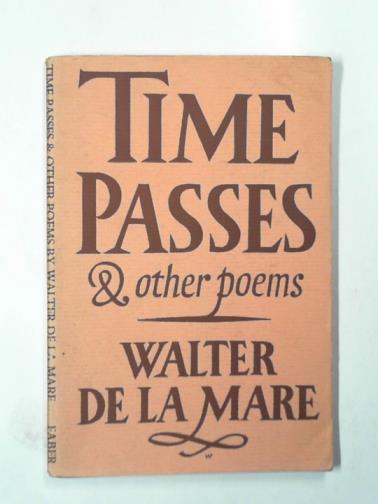 TIME PASSES & OTHER POEMS BY WALTER DE LA MARE FABER
TIME
PASSES
& other poems
WALTER
DE LA MARE
W